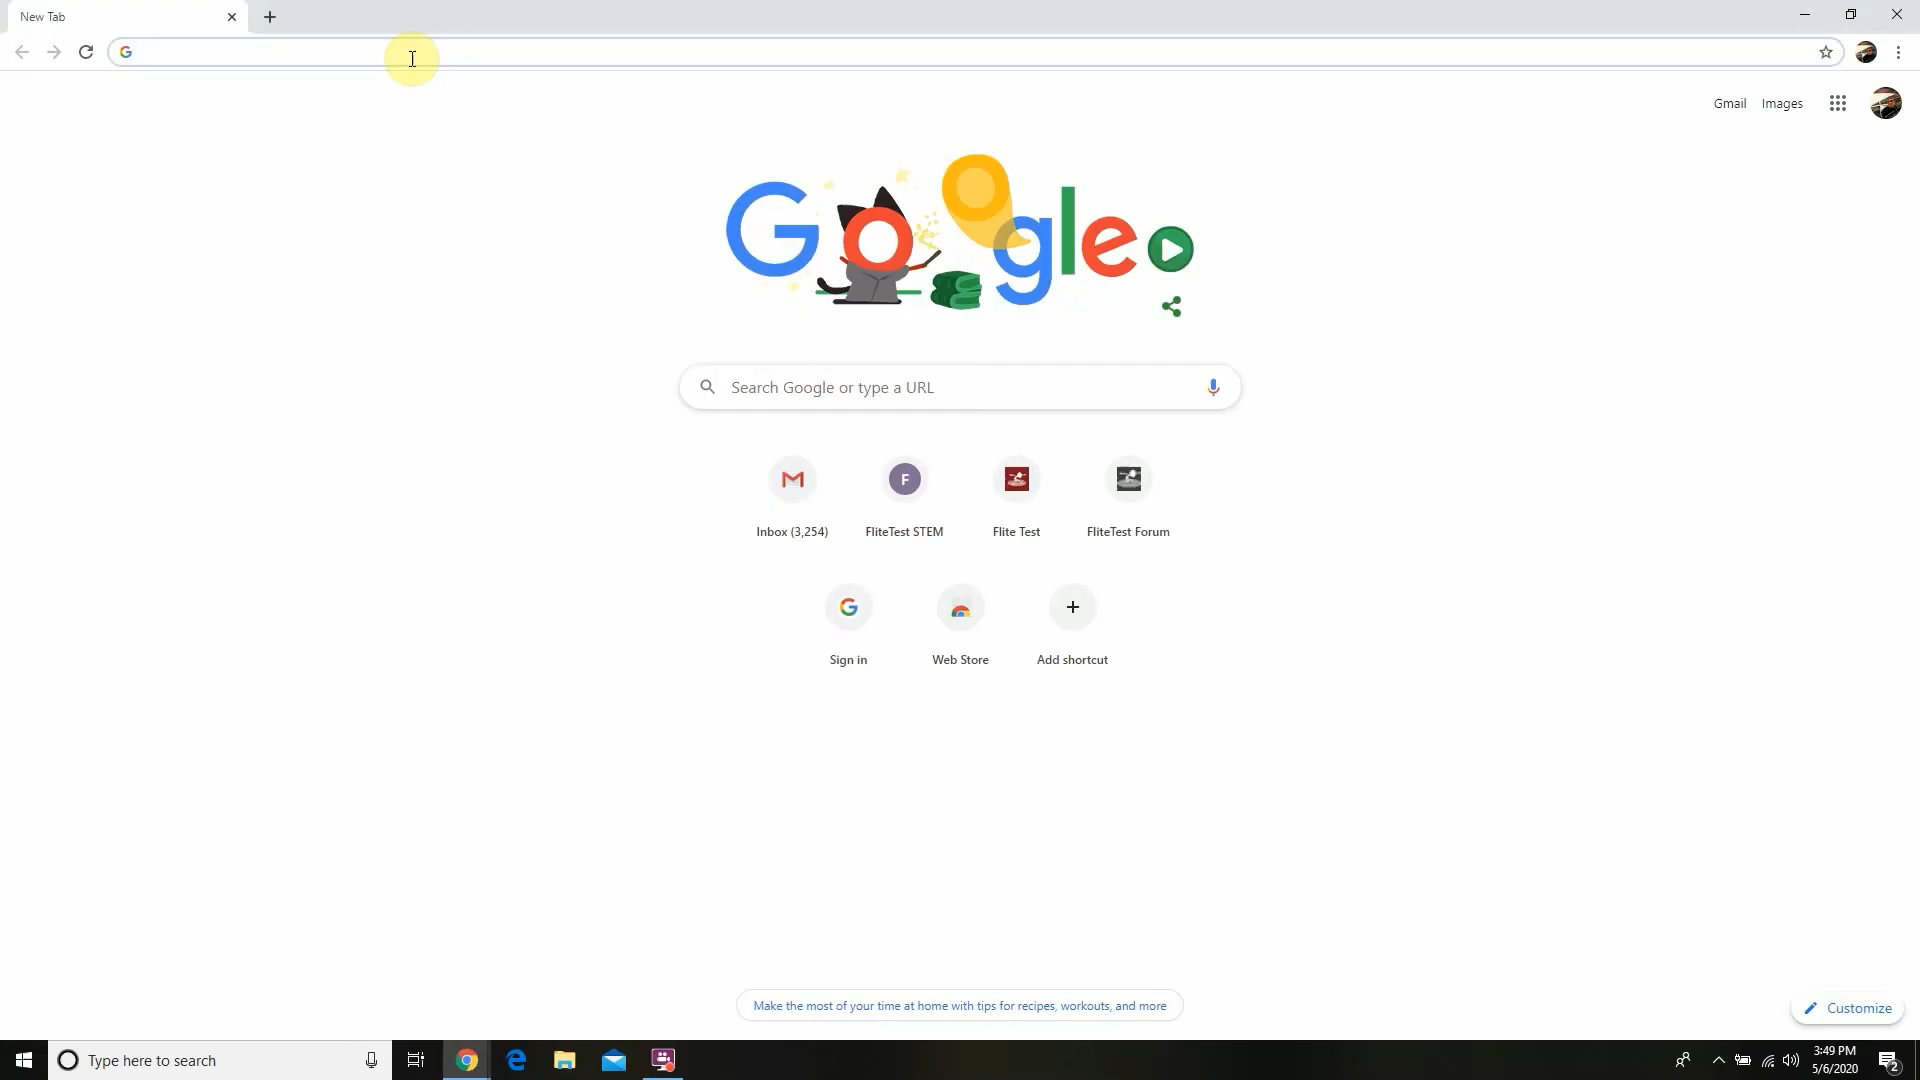 New Tab
Gmail Images
Google
Search Google or type a URL
F
Inbox (3,254) FliteTest STEM Flite Test FliteTest Forum
Sign in Web Store Add shortcut
Make the most of your time at home with tips for recipes, workouts, and more
Customize
Type here to search
3:49 PM
5/6/2020
2